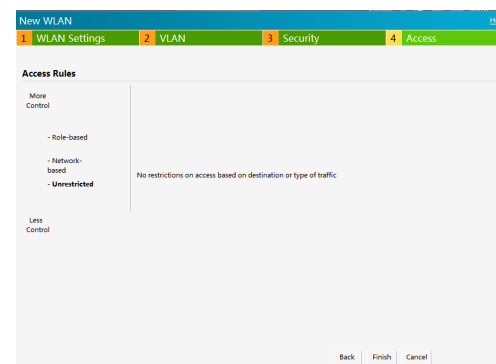 New WLAN
1 WLAN Settings 2 VLAN 3 Security 4 Access
Access Rules
More
Control
- Role-based
- Network-
based
- Unrestricted
No restrictions on access based on destination or type of traffic
Less
Control
Back Finish Cancel